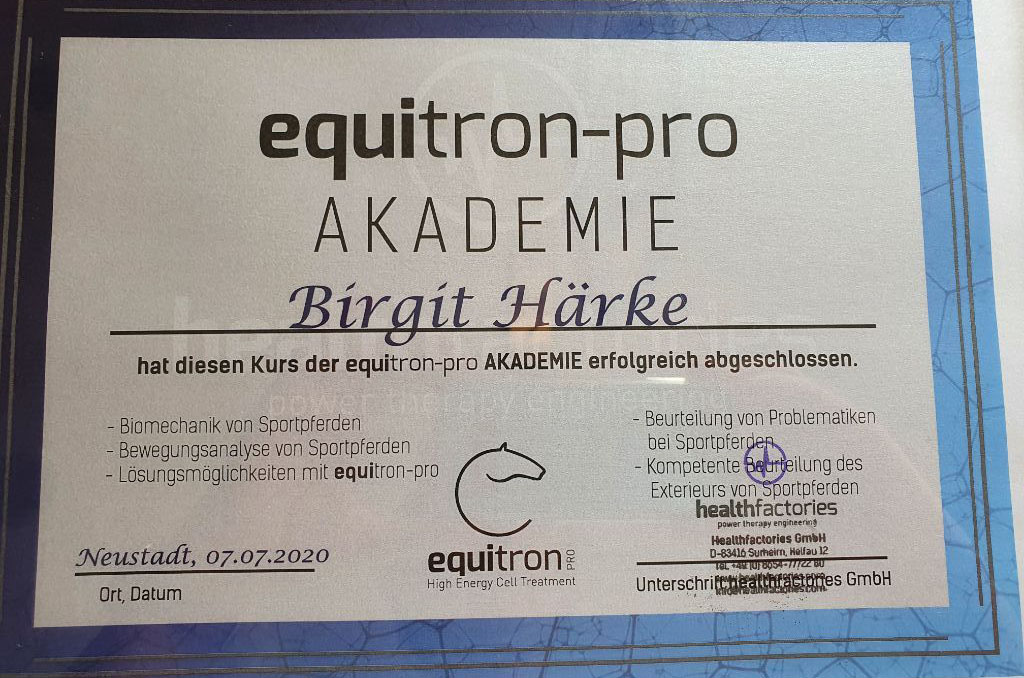 equitron-pro
AKADEMIE
Birgit Härke
hat diesen Kurs der equitron-pro AKADEMIE erfolgreich abgeschlossen.
power therapy engineering
- Biomechanik von Sportpferden
- Bewegungsanalyse von Sportpferden
- Lösungsmöglichkeiten mit equitron-pro
- Beurteilung von Problematiken
bei Sportpferden
- Kompetente Beurteilung des
Exterieurs von Sportpferden
healthfactories
power therapy engineering
Healthfactories GmbH
D-83416 Surheim, Helfau 12
Tel. +49 (0) 8654-77722 80
Neustadt, 07.07.2020
Ort, Datum
equitron PRO
High Energy Cell Treatment
Unterschrift healthfactories GmbH